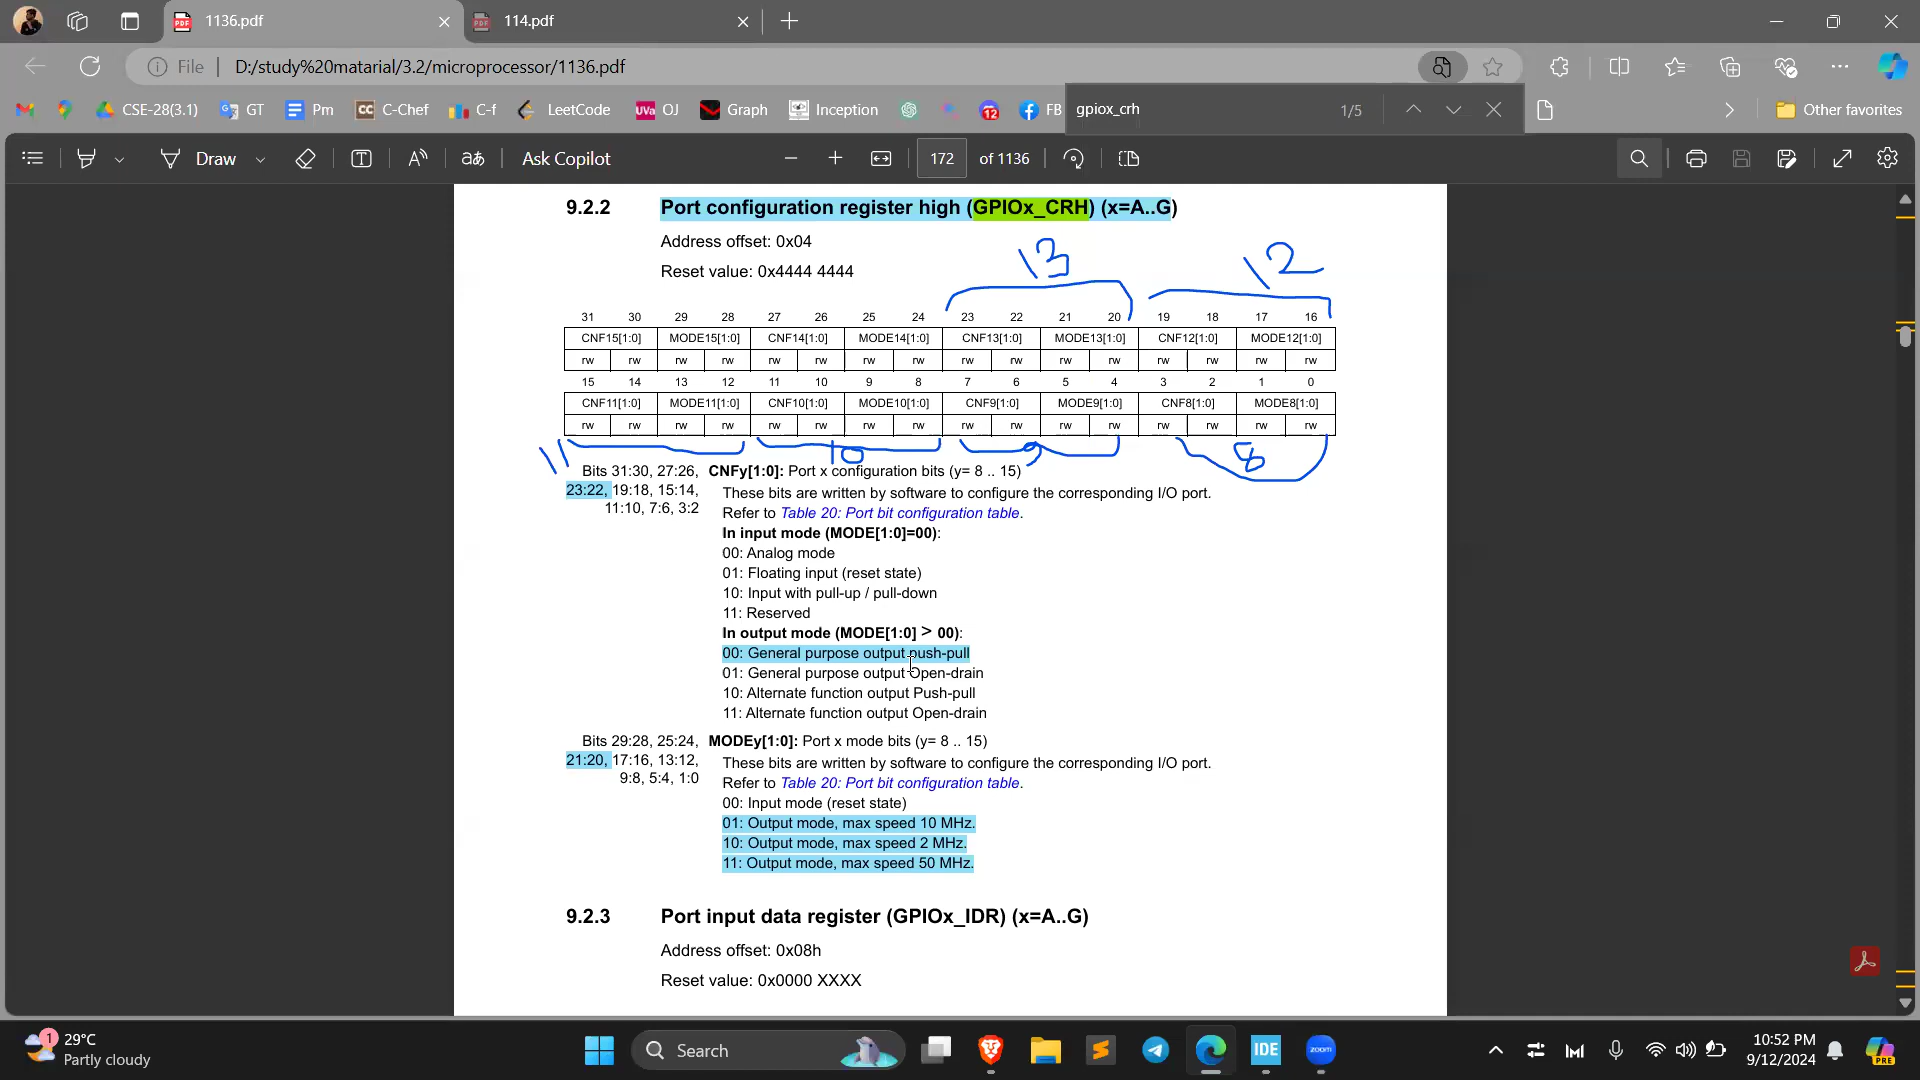 1136.pdf
114.pdf
File
D:/study%20matarial/3.2/microprocessor/1136.pdf
CSE-28(3.1)
GT
Pm
CC C-Chef
C-f
LeetCode
UVa OJ
Graph
Inception
12
FB
gpiox_crh
1/5
Other favorites
Draw
aあ
Ask Copilot
172 of 1136
9.2.2 Port configuration register high (GPIOx_CRH) (x=A..G)
Address offset: 0x04
Reset value: 0x4444 4444
13
12
31 30 29 28 27 26 25 24 23 22 21 20 19 18 17 16
CNF15[1:0] MODE15[1:0] CNF14[1:0] MODE14[1:0] CNF13[1:0] MODE13[1:0] CNF12[1:0] MODE12[1:0]
rw rw rw rw rw rw rw rw rw rw rw rw rw rw rw rw
15 14 13 12 11 10 9 8 7 6 5 4 3 2 1 0
CNF11[1:0] MODE11[1:0] CNF10[1:0] MODE10[1:0] CNF9[1:0] MODE9[1:0] CNF8[1:0] MODE8[1:0]
rw rw rw rw rw rw rw rw rw rw rw rw rw rw rw rw
11 10 9 8
Bits 31:30, 27:26, CNFy[1:0]: Port x configuration bits (y= 8 .. 15)
23:22, 19:18, 15:14, These bits are written by software to configure the corresponding I/O port.
11:10, 7:6, 3:2 Refer to Table 20: Port bit configuration table.
In input mode (MODE[1:0]=00):
00: Analog mode
01: Floating input (reset state)
10: Input with pull-up / pull-down
11: Reserved
In output mode (MODE[1:0] > 00):
00: General purpose output push-pull
01: General purpose output Open-drain
10: Alternate function output Push-pull
11: Alternate function output Open-drain
Bits 29:28, 25:24, MODEy[1:0]: Port x mode bits (y= 8 .. 15)
21:20, 17:16, 13:12, These bits are written by software to configure the corresponding I/O port.
9:8, 5:4, 1:0 Refer to Table 20: Port bit configuration table.
00: Input mode (reset state)
01: Output mode, max speed 10 MHz.
10: Output mode, max speed 2 MHz.
11: Output mode, max speed 50 MHz.
9.2.3 Port input data register (GPIOx_IDR) (x=A..G)
Address offset: 0x08h
Reset value: 0x0000 XXXX
1
29°C
Partly cloudy
Search
IDE
zoom
10:52 PM
9/12/2024
PRE